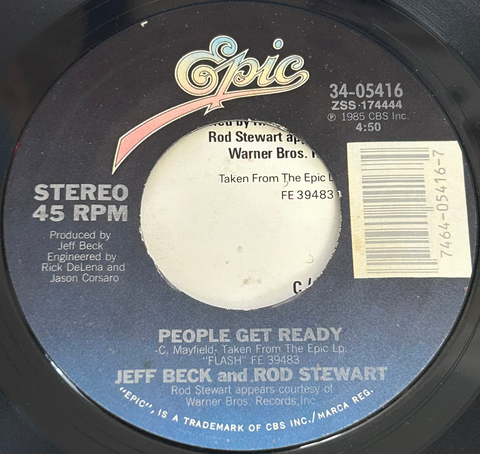 Epic
34-05416
ZSS 174444
℗ 1985 CBS Inc.
4:50
Rod Stewart
Warner Bros.
Taken From The Epic
FE 39483
STEREO
45 RPM
7464-05416-7
Produced by
Jeff Beck
Engineered by
Rick DeLena and
Jason Corsaro
PEOPLE GET READY
-C. Mayfield- Taken From The Epic Lp.
"FLASH" FE 39483
JEFF BECK and ROD STEWART
Rod Stewart appears courtesy of
Warner Bros. Records, Inc
"EPIC", IS A TRADEMARK OF CBS INC./MARCA REG.